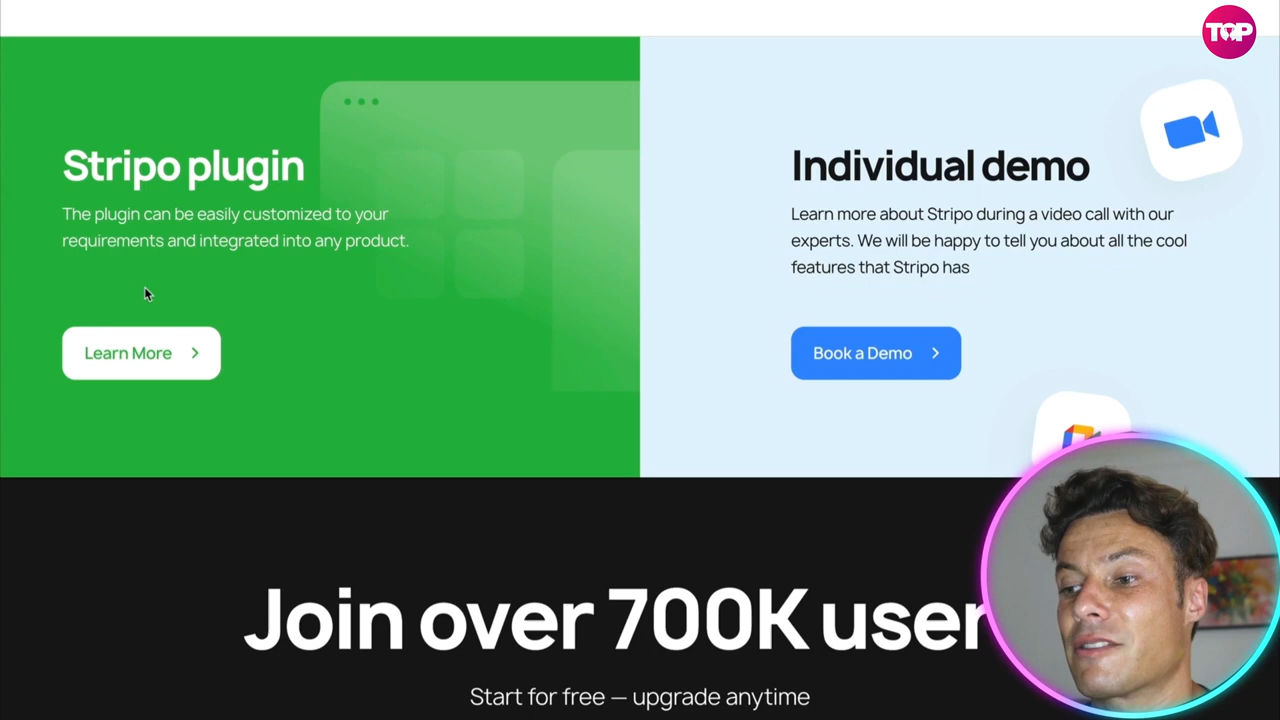 TOP
Stripo plugin
The plugin can be easily customized to your
requirements and integrated into any product.
Learn More
Individual demo
Learn more about Stripo during a video call with our
experts. We will be happy to tell you about all the cool
features that Stripo has
Book a Demo
Join over 700K user
Start for free — upgrade anytime